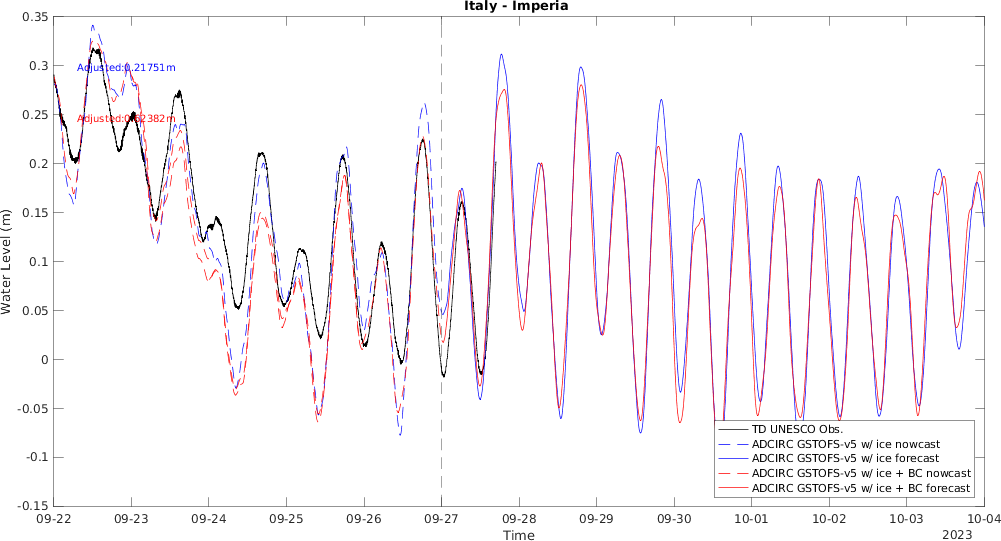 Italy - Imperia
0.35
0.3
0.25
0.2
0.15
0.1
0.05
0
-0.05
-0.1
-0.15
Water Level (m)
Adjusted:0.21751m
TD UNESCO Obs.
ADCIRC GSTOFS-v5 w/ ice nowcast
ADCIRC GSTOFS-v5 w/ ice forecast
ADCIRC GSTOFS-v5 w/ ice + BC nowcast
ADCIRC GSTOFS-v5 w/ ice + BC forecast
09-22 09-23 09-24 09-25 09-26 09-27 09-28 09-29 09-30 10-01 10-02 10-03 10-04
Time
2023